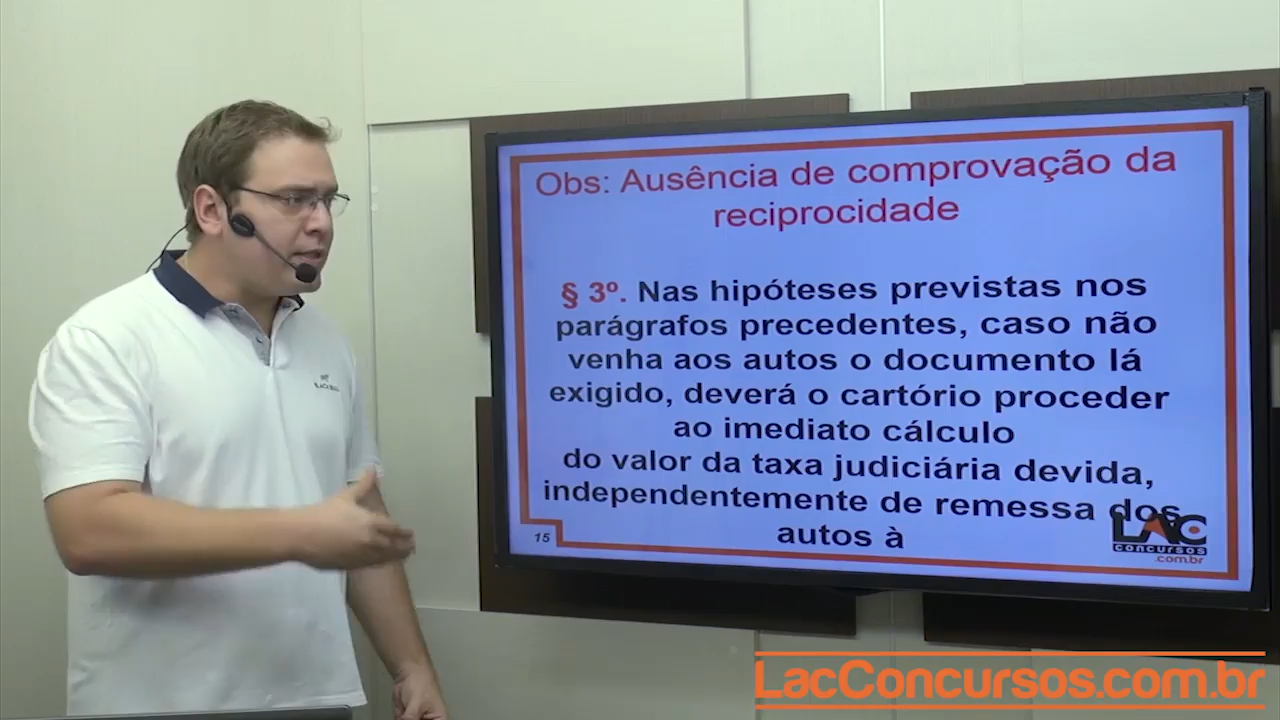 Obs: Ausência de comprovação da
reciprocidade
§ 3º. Nas hipóteses previstas nos
parágrafos precedentes, caso não
venha aos autos o documento lá
exigido, deverá o cartório proceder
ao imediato cálculo
do valor da taxa judiciária devida,
independentemente de remessa dos
autos à
15
LAC
concursos
.com.br
LacConcursos.com.br